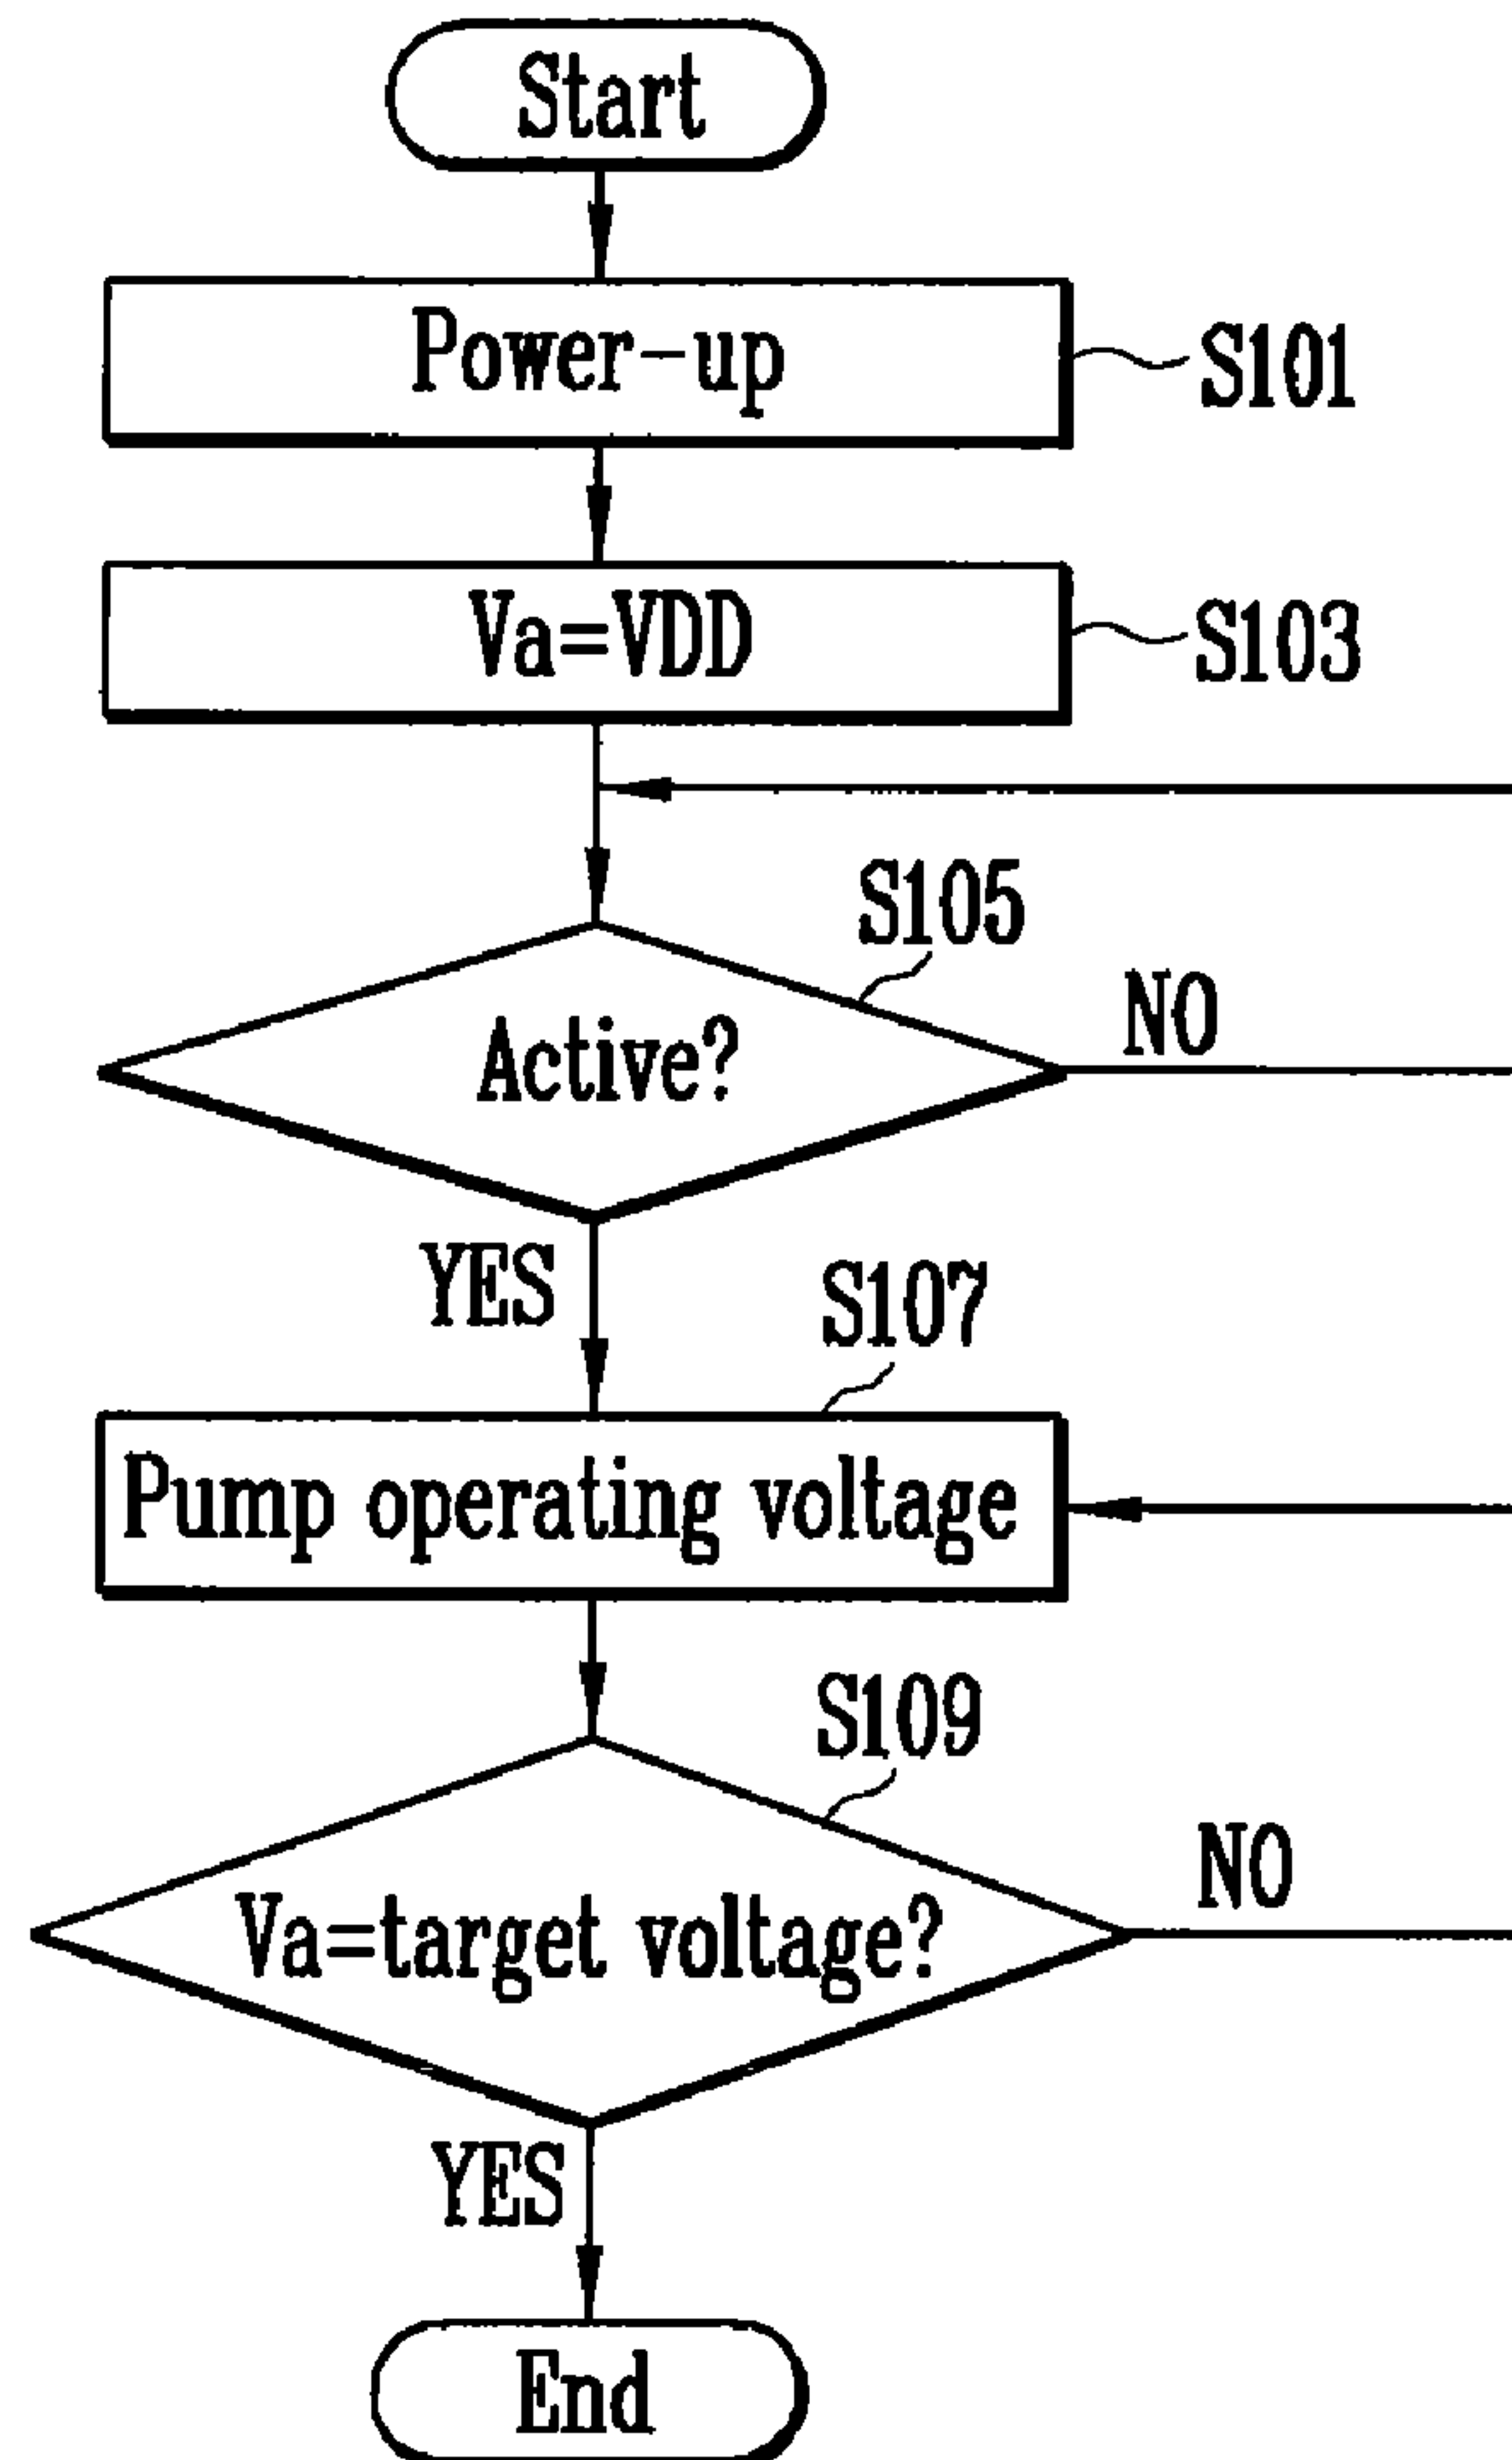 Start
Power-up
S101
Va=VDD
S103
S105
Active?
NO
YES
S107
Pump operating voltage
S109
Va=target voltage?
NO
YES
End